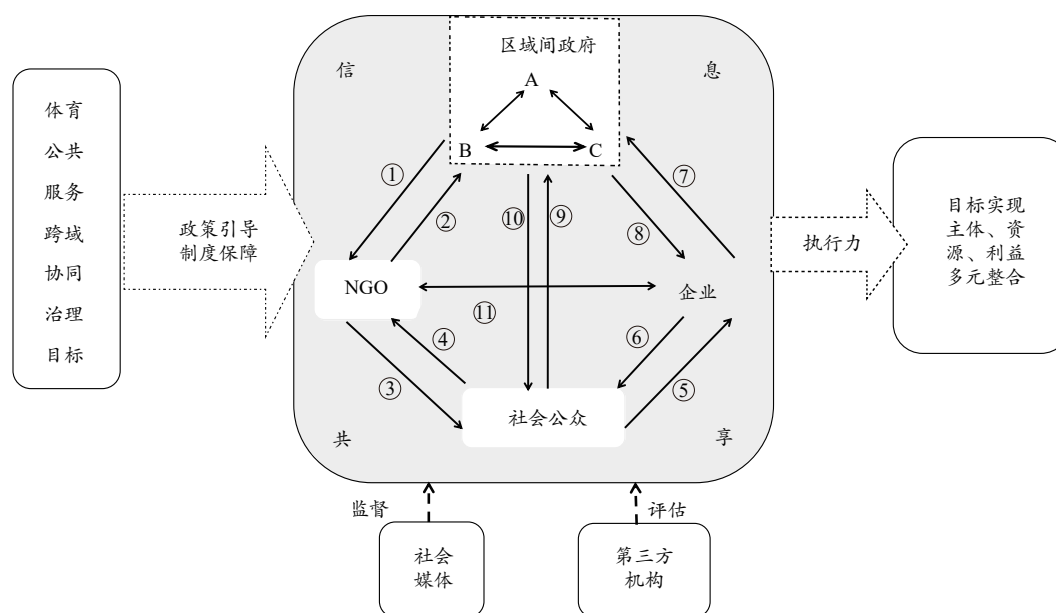 体育
公共
服务
跨域
协同
治理
目标
政策引导
制度保障
信
息
区域间政府
A
B
C
①
②
⑩
⑨
⑧
⑦
NGO
企业
⑪
④
③
⑥
⑤
社会公众
共
享
执行力
目标实现
主体、资
源、利益
多元整合
监督
评估
社会
媒体
第三方
机构